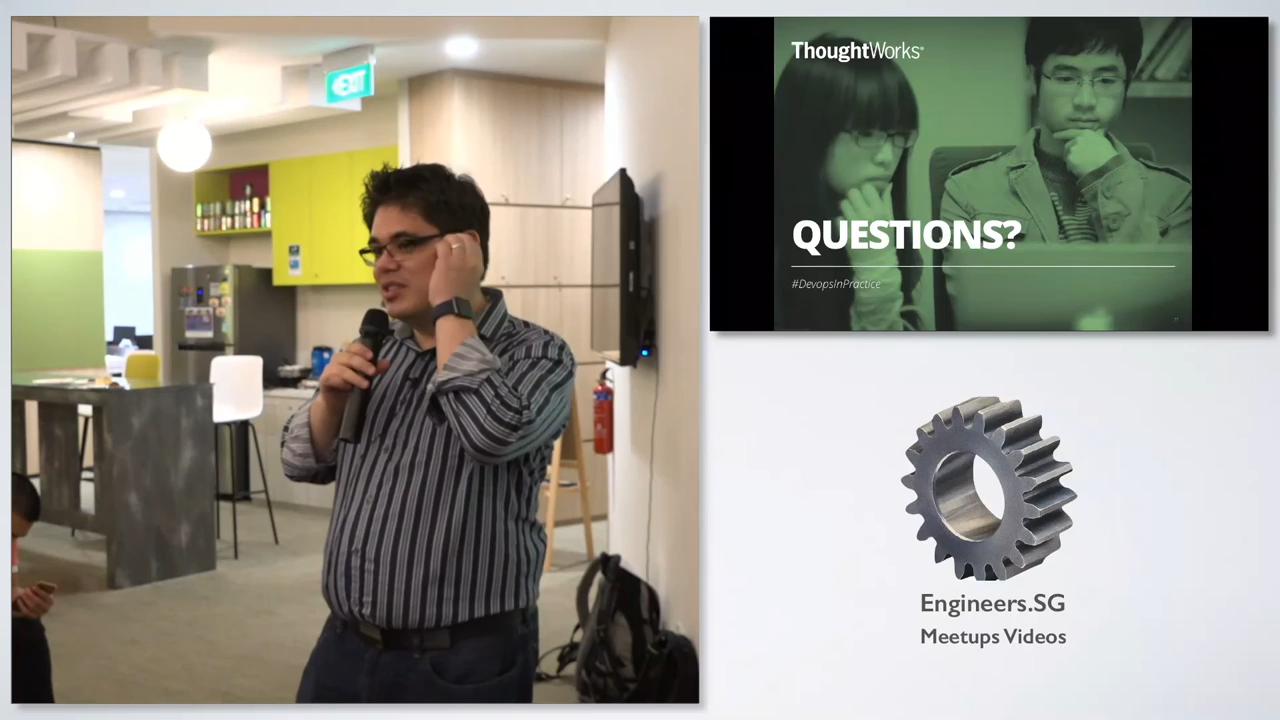 EXIT
ThoughtWorks®
QUESTIONS?
#DevopsInPractice
Engineers.SG
Meetups Videos